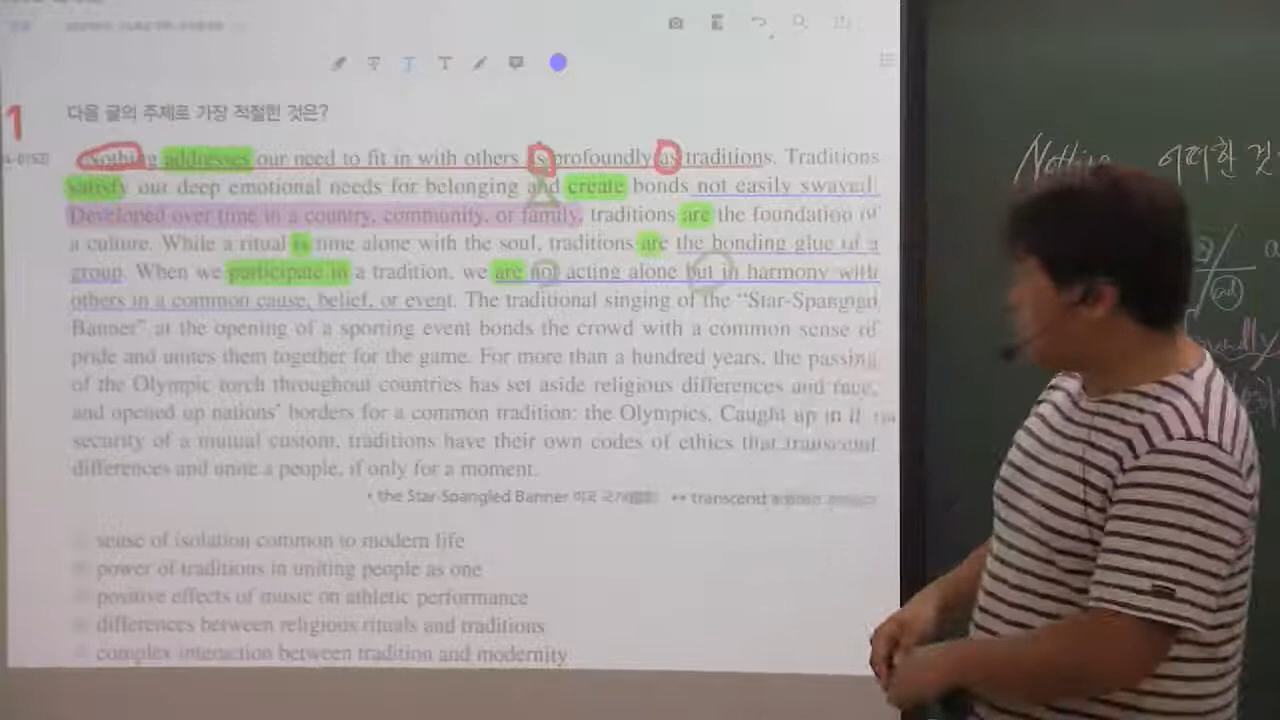 1
다음 글의 주제로 가장 적절한 것은?
Nothing addresses our need to fit in with others as profoundly as traditions. Traditions
satisfy our deep emotional needs for belonging and create bonds not easily swayed.
Developed over time in a country, community, or family, traditions are the foundation of
a culture. While a ritual is time alone with the soul, traditions are the bonding glue of a
group. When we participate in a tradition, we are not acting alone but in harmony with
others in a common cause, belief, or event. The traditional singing of the “Star-Spangled
Banner” at the opening of a sporting event bonds the crowd with a common sense of
pride and unites them together for the game. For more than a hundred years, the passing
of the Olympic torch throughout countries has set aside religious differences and race,
and opened up nations’ borders for a common tradition: the Olympics. Caught up in
security of a mutual custom, traditions have their own codes of ethics that transcend
differences and unite a people, if only for a moment.
* the Star-Spangled Banner 미국 국가 ** transcend
sense of isolation common to modern life
power of traditions in uniting people as one
positive effects of music on athletic performance
differences between religious rituals and traditions
complex interaction between tradition and modernity
Nothing 어떠한 것
ad